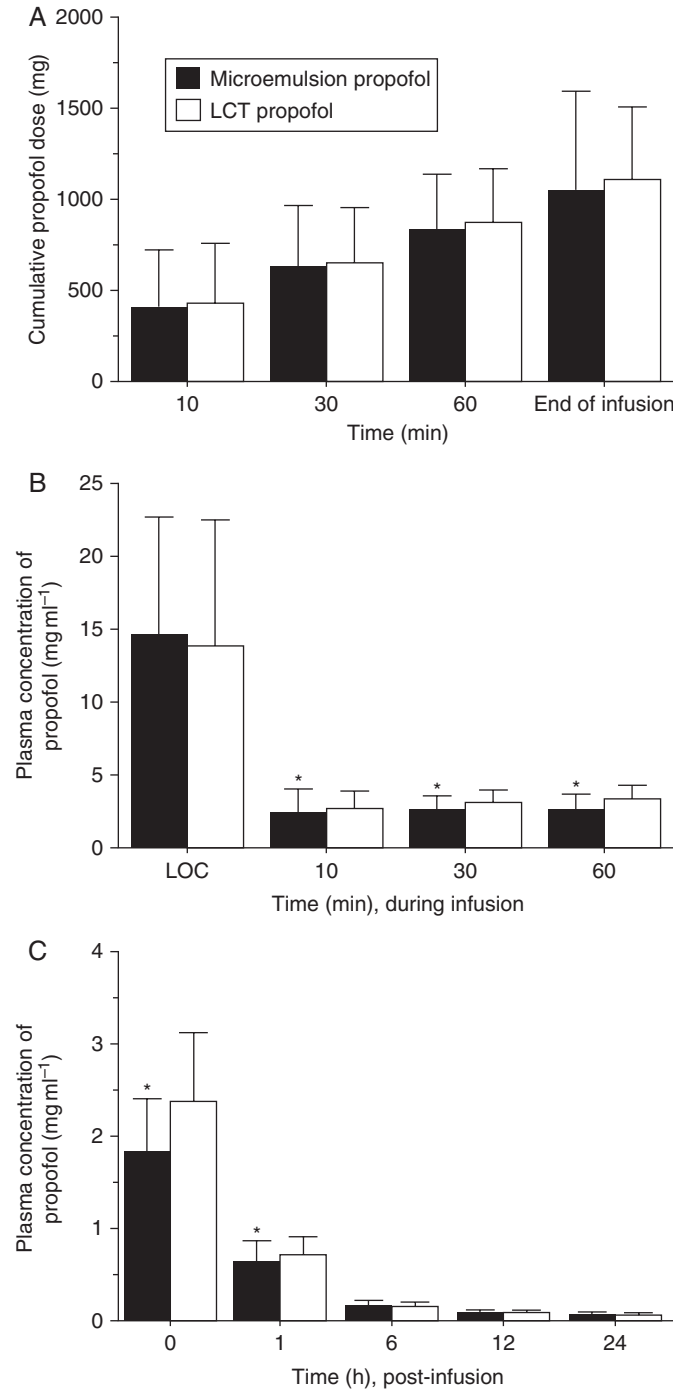 A
Cumulative propofol dose (mg)
2000
1500
1000
500
0
Microemulsion propofol
LCT propofol
10 30 60 End of infusion
Time (min)
B
Plasma concentration of
propofol (mg ml⁻¹)
25
20
15
10
5
0
* * *
LOC 10 30 60
Time (min), during infusion
C
Plasma concentration of
propofol (mg ml⁻¹)
4
3
2
1
0
* *
0 1 6 12 24
Time (h), post-infusion